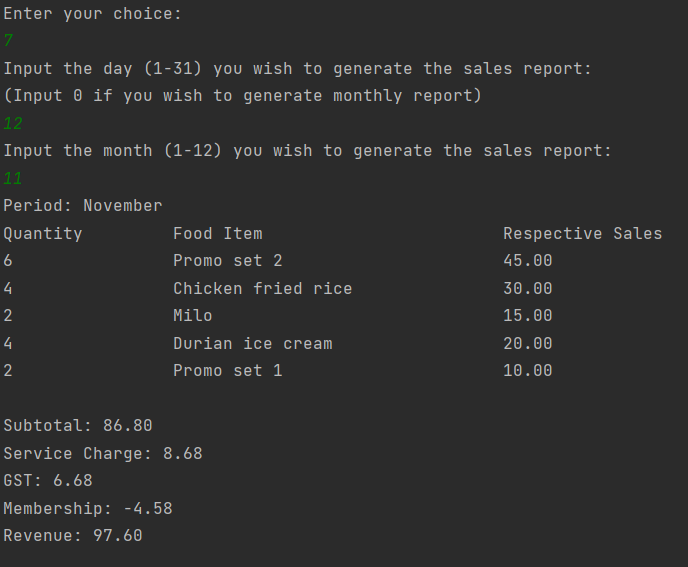 Enter your choice:
7
Input the day (1-31) you wish to generate the sales report:
(Input 0 if you wish to generate monthly report)
12
Input the month (1-12) you wish to generate the sales report:
11
Period: November
Quantity Food Item Respective Sales
6 Promo set 2 45.00
4 Chicken fried rice 30.00
2 Milo 15.00
4 Durian ice cream 20.00
2 Promo set 1 10.00
Subtotal: 86.80
Service Charge: 8.68
GST: 6.68
Membership: -4.58
Revenue: 97.60